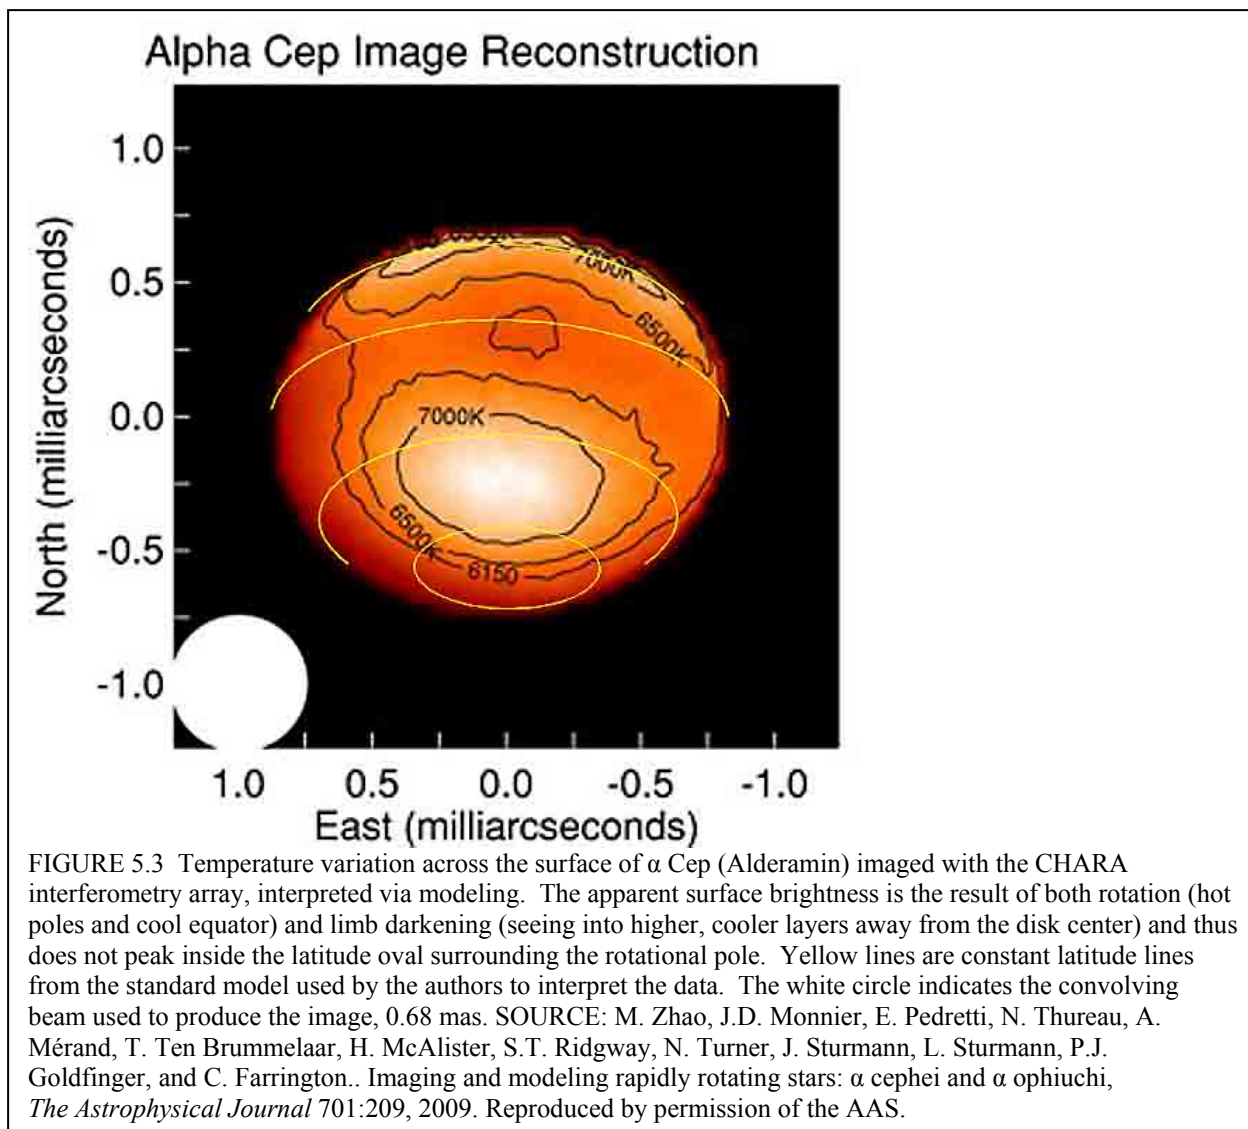 Alpha Cep Image Reconstruction
1.0
0.5
0.0
-0.5
-1.0
North (milliarcseconds)
7000K
6500K
7000K
6500K
6150
1.0 0.5 0.0 -0.5 -1.0
East (milliarcseconds)
FIGURE 5.3 Temperature variation across the surface of α Cep (Alderamin) imaged with the CHARA
interferometry array, interpreted via modeling. The apparent surface brightness is the result of both rotation (hot
poles and cool equator) and limb darkening (seeing into higher, cooler layers away from the disk center) and thus
does not peak inside the latitude oval surrounding the rotational pole. Yellow lines are constant latitude lines
from the standard model used by the authors to interpret the data. The white circle indicates the convolving
beam used to produce the image, 0.68 mas. SOURCE: M. Zhao, J.D. Monnier, E. Pedretti, N. Thureau, A.
Mérand, T. Ten Brummelaar, H. McAlister, S.T. Ridgway, N. Turner, J. Sturmann, L. Sturmann, P.J.
Goldfinger, and C. Farrington.. Imaging and modeling rapidly rotating stars: α cephei and α ophiuchi,
The Astrophysical Journal 701:209, 2009. Reproduced by permission of the AAS.